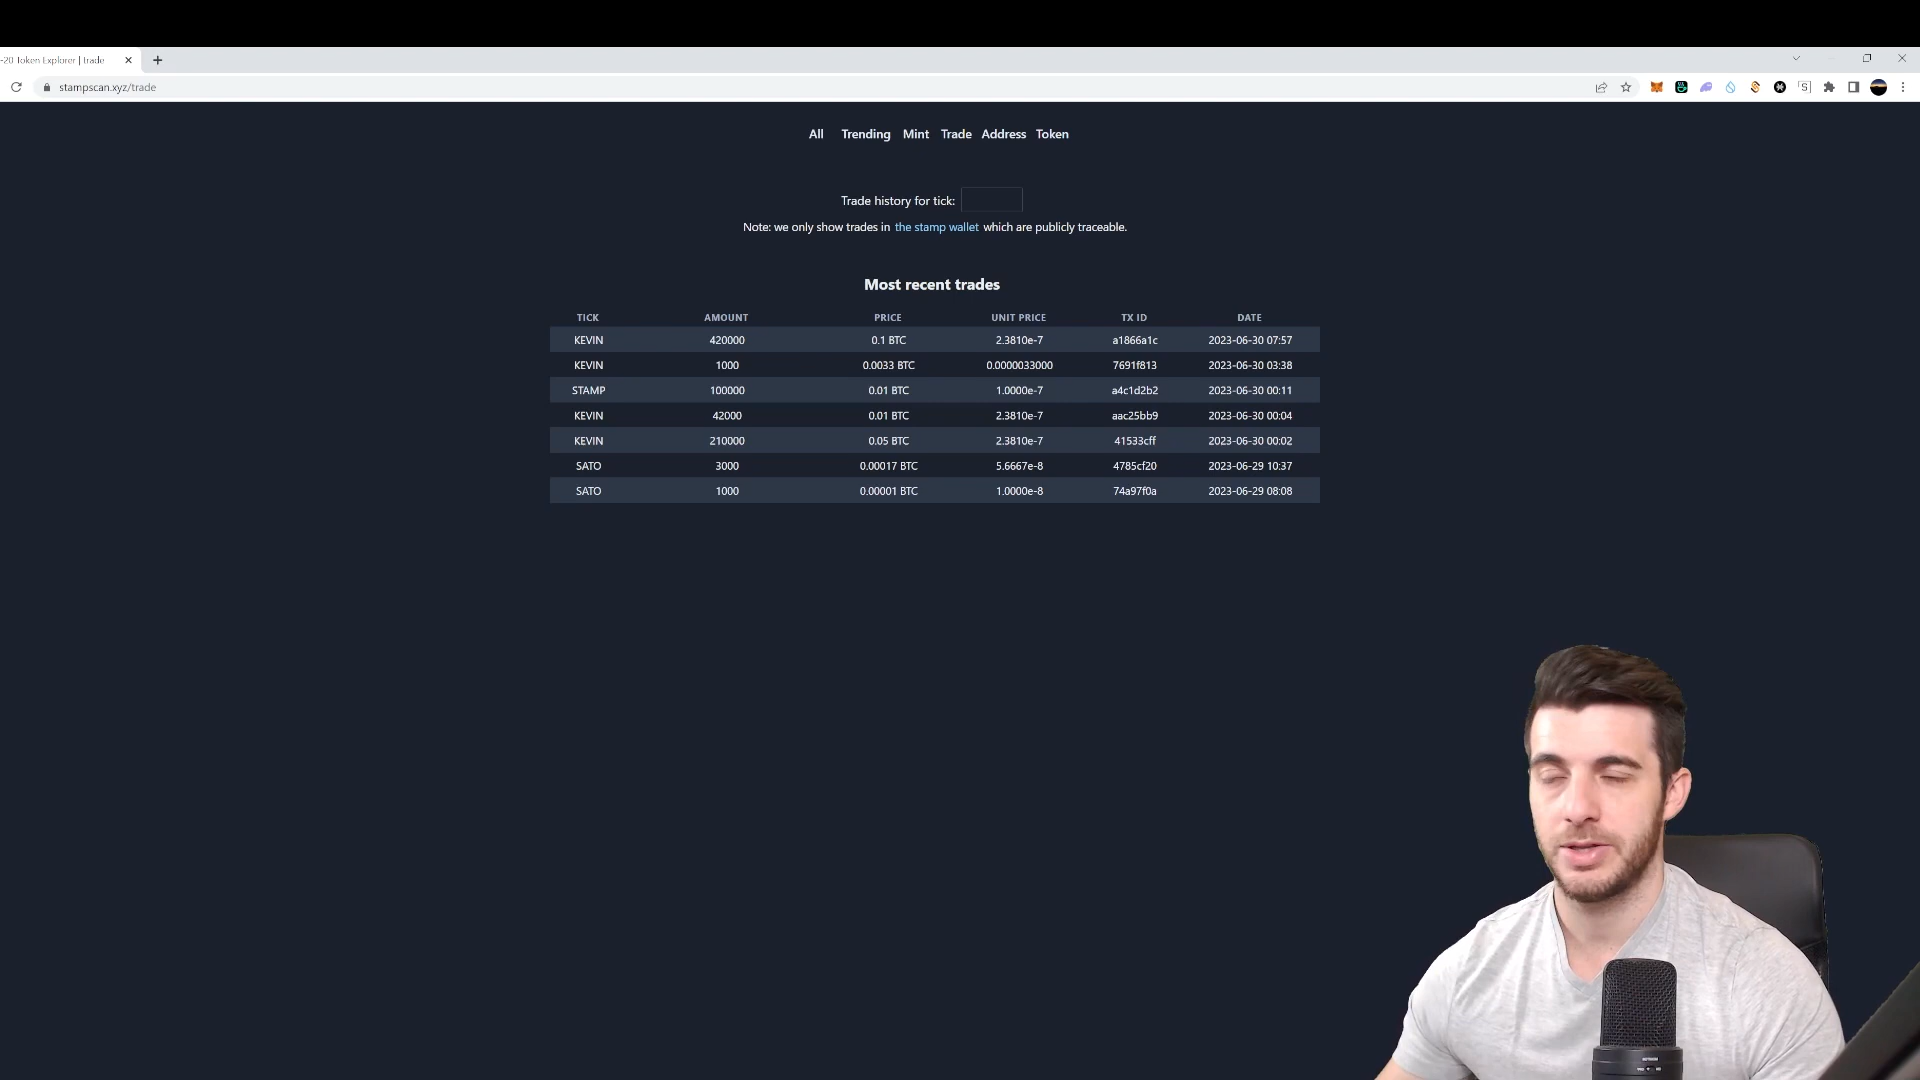 -20 Token Explorer | trade
stampscan.xyz/trade
All Trending Mint Trade Address Token
Trade history for tick:
Note: we only show trades in the stamp wallet which are publicly traceable.
Most recent trades
TICK AMOUNT PRICE UNIT PRICE TX ID DATE
KEVIN 420000 0.1 BTC 2.3810e-7 a1866a1c 2023-06-30 07:57
KEVIN 1000 0.0033 BTC 0.0000033000 7691f813 2023-06-30 03:38
STAMP 100000 0.01 BTC 1.0000e-7 a4c1d2b2 2023-06-30 00:11
KEVIN 42000 0.01 BTC 2.3810e-7 aac25bb9 2023-06-30 00:04
KEVIN 210000 0.05 BTC 2.3810e-7 41533cff 2023-06-30 00:02
SATO 3000 0.00017 BTC 5.6667e-8 4785cf20 2023-06-29 10:37
SATO 1000 0.00001 BTC 1.0000e-8 74a97f0a 2023-06-29 08:08